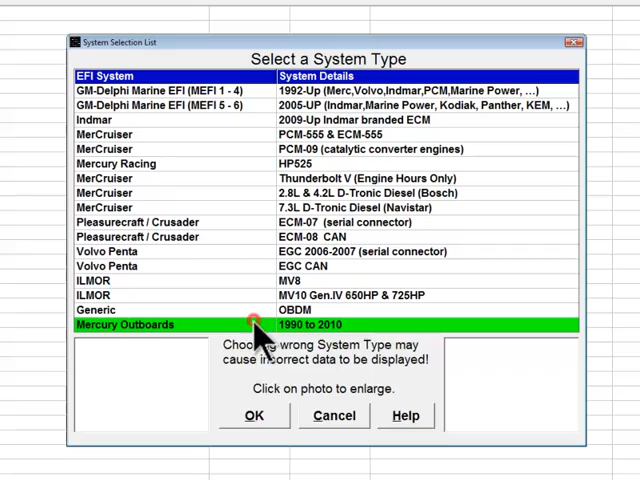 System Selection List
Select a System Type
EFI System System Details
GM-Delphi Marine EFI (MEFI 1 - 4) 1992-Up (Merc,Volvo,Indmar,PCM,Marine Power, ...)
GM-Delphi Marine EFI (MEFI 5 - 6) 2005-UP (Indmar,Marine Power, Kodiak, Panther, KEM, ...)
Indmar 2009-Up Indmar branded ECM
MerCruiser PCM-555 & ECM-555
MerCruiser PCM-09 (catalytic converter engines)
Mercury Racing HP525
MerCruiser Thunderbolt V (Engine Hours Only)
MerCruiser 2.8L & 4.2L D-Tronic Diesel (Bosch)
MerCruiser 7.3L D-Tronic Diesel (Navistar)
Pleasurecraft / Crusader ECM-07 (serial connector)
Pleasurecraft / Crusader ECM-08 CAN
Volvo Penta EGC 2006-2007 (serial connector)
Volvo Penta EGC CAN
ILMOR MV8
ILMOR MV10 Gen.IV 650HP & 725HP
Generic OBDM
Mercury Outboards 1990 to 2010
Choosing wrong System Type may
cause incorrect data to be displayed!
Click on photo to enlarge.
OK Cancel Help